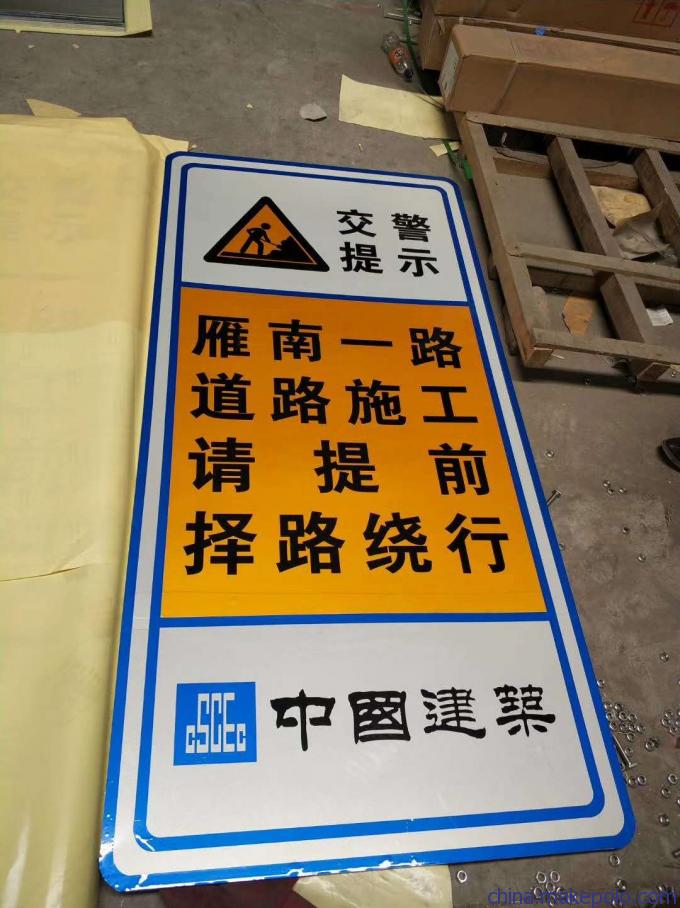 交警
提示
雁南一路
道路施工
请提前
择路绕行
CSCEC
中國建築
china.makepolo.com